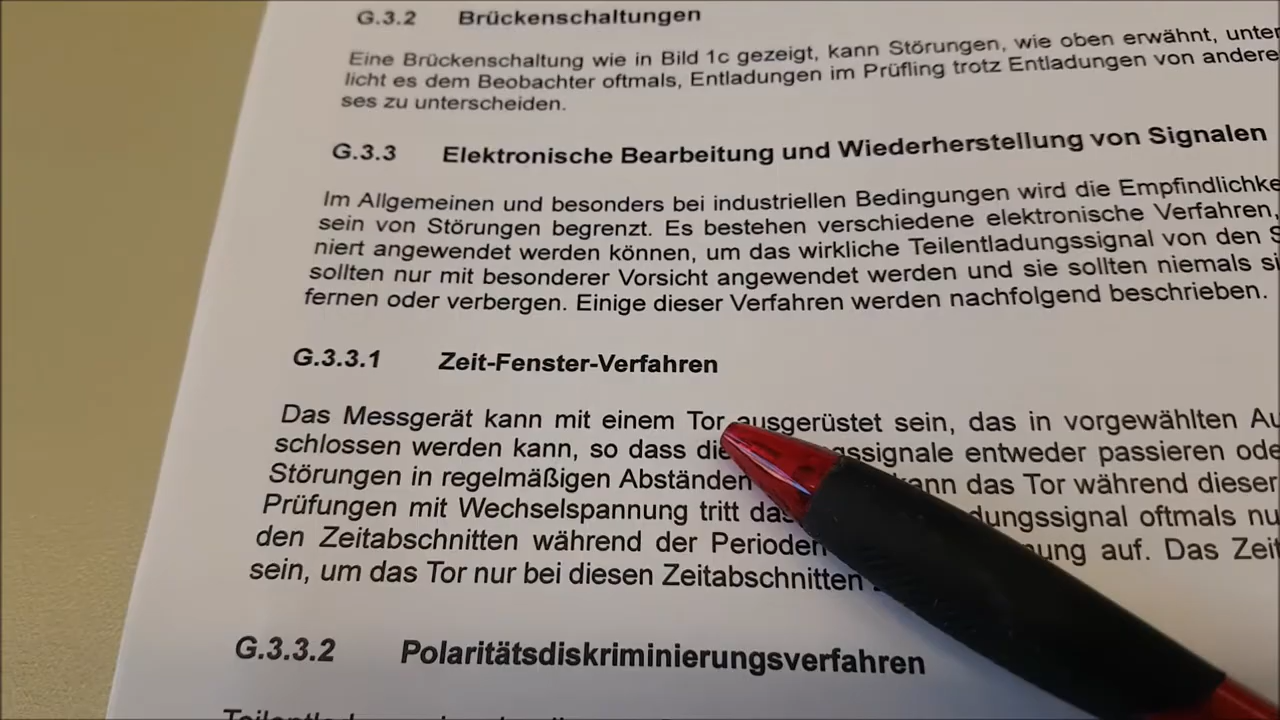 G.3.2 Brückenschaltungen
Eine Brückenschaltung wie in Bild 1c gezeigt, kann Störungen, wie oben erwähnt, unter
licht es dem Beobachter oftmals, Entladungen im Prüfling trotz Entladungen von andere
ses zu unterscheiden.
G.3.3 Elektronische Bearbeitung und Wiederherstellung von Signalen
Im Allgemeinen und besonders bei industriellen Bedingungen wird die Empfindlichke
sein von Störungen begrenzt. Es bestehen verschiedene elektronische Verfahren,
niert angewendet werden können, um das wirkliche Teilentladungssignal von den S
sollten nur mit besonderer Vorsicht angewendet werden und sie sollten niemals si
fernen oder verbergen. Einige dieser Verfahren werden nachfolgend beschrieben.
G.3.3.1 Zeit-Fenster-Verfahren
Das Messgerät kann mit einem Tor ausgerüstet sein, das in vorgewählten Au
schlossen werden kann, so dass die gssignale entweder passieren ode
Störungen in regelmäßigen Abständen kann das Tor während dieser
Prüfungen mit Wechselspannung tritt das dungssignal oftmals nu
den Zeitabschnitten während der Perioden nung auf. Das Zeit
sein, um das Tor nur bei diesen Zeitabschnitten
G.3.3.2 Polaritätsdiskriminierungsverfahren